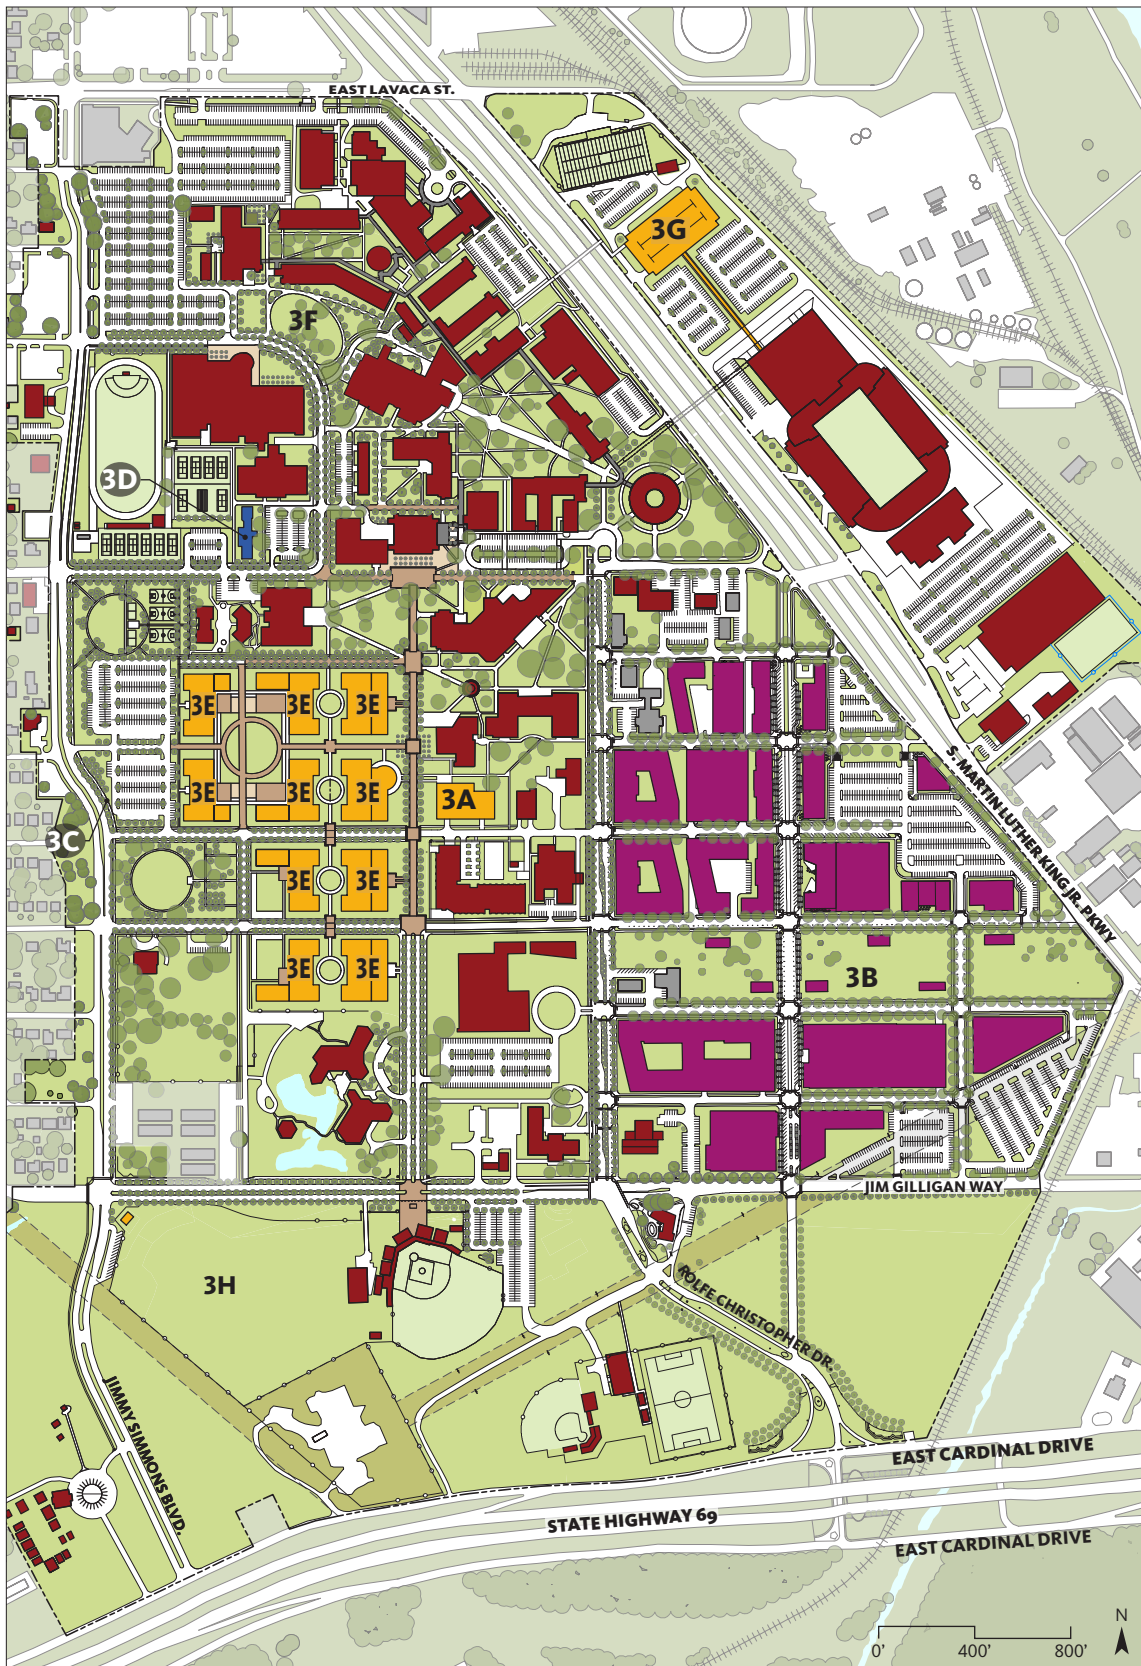 EAST LAVACA ST.
3G
3F
3D
3E 3E 3E
S. MARTIN LUTHER KING JR. PKWY
3E 3E 3E 3A
3C
3E 3E
3E 3E 3B
JIM GILLIGAN WAY
3H
ROLFE CHRISTOPHER DR.
JIMMY SIMMONS BLVD.
EAST CARDINAL DRIVE
STATE HIGHWAY 69
EAST CARDINAL DRIVE
N
0' 400' 800'